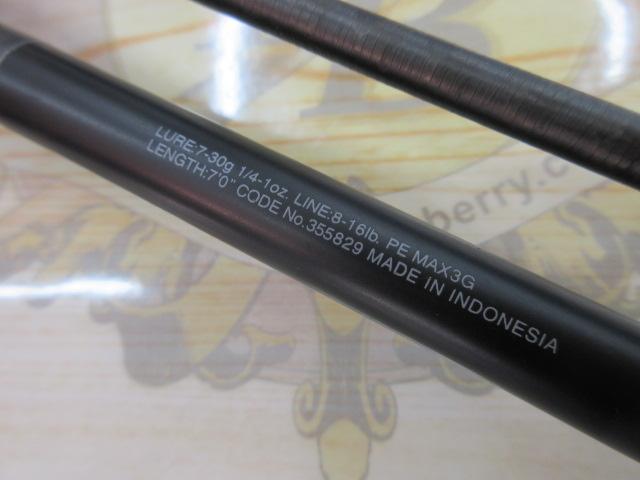 LURE:7-30g 1/4-1oz. LINE:8-16lb. PE MAX3G
LENGTH:7'0" CODE No.355829 MADE IN INDONESIA
berry.c